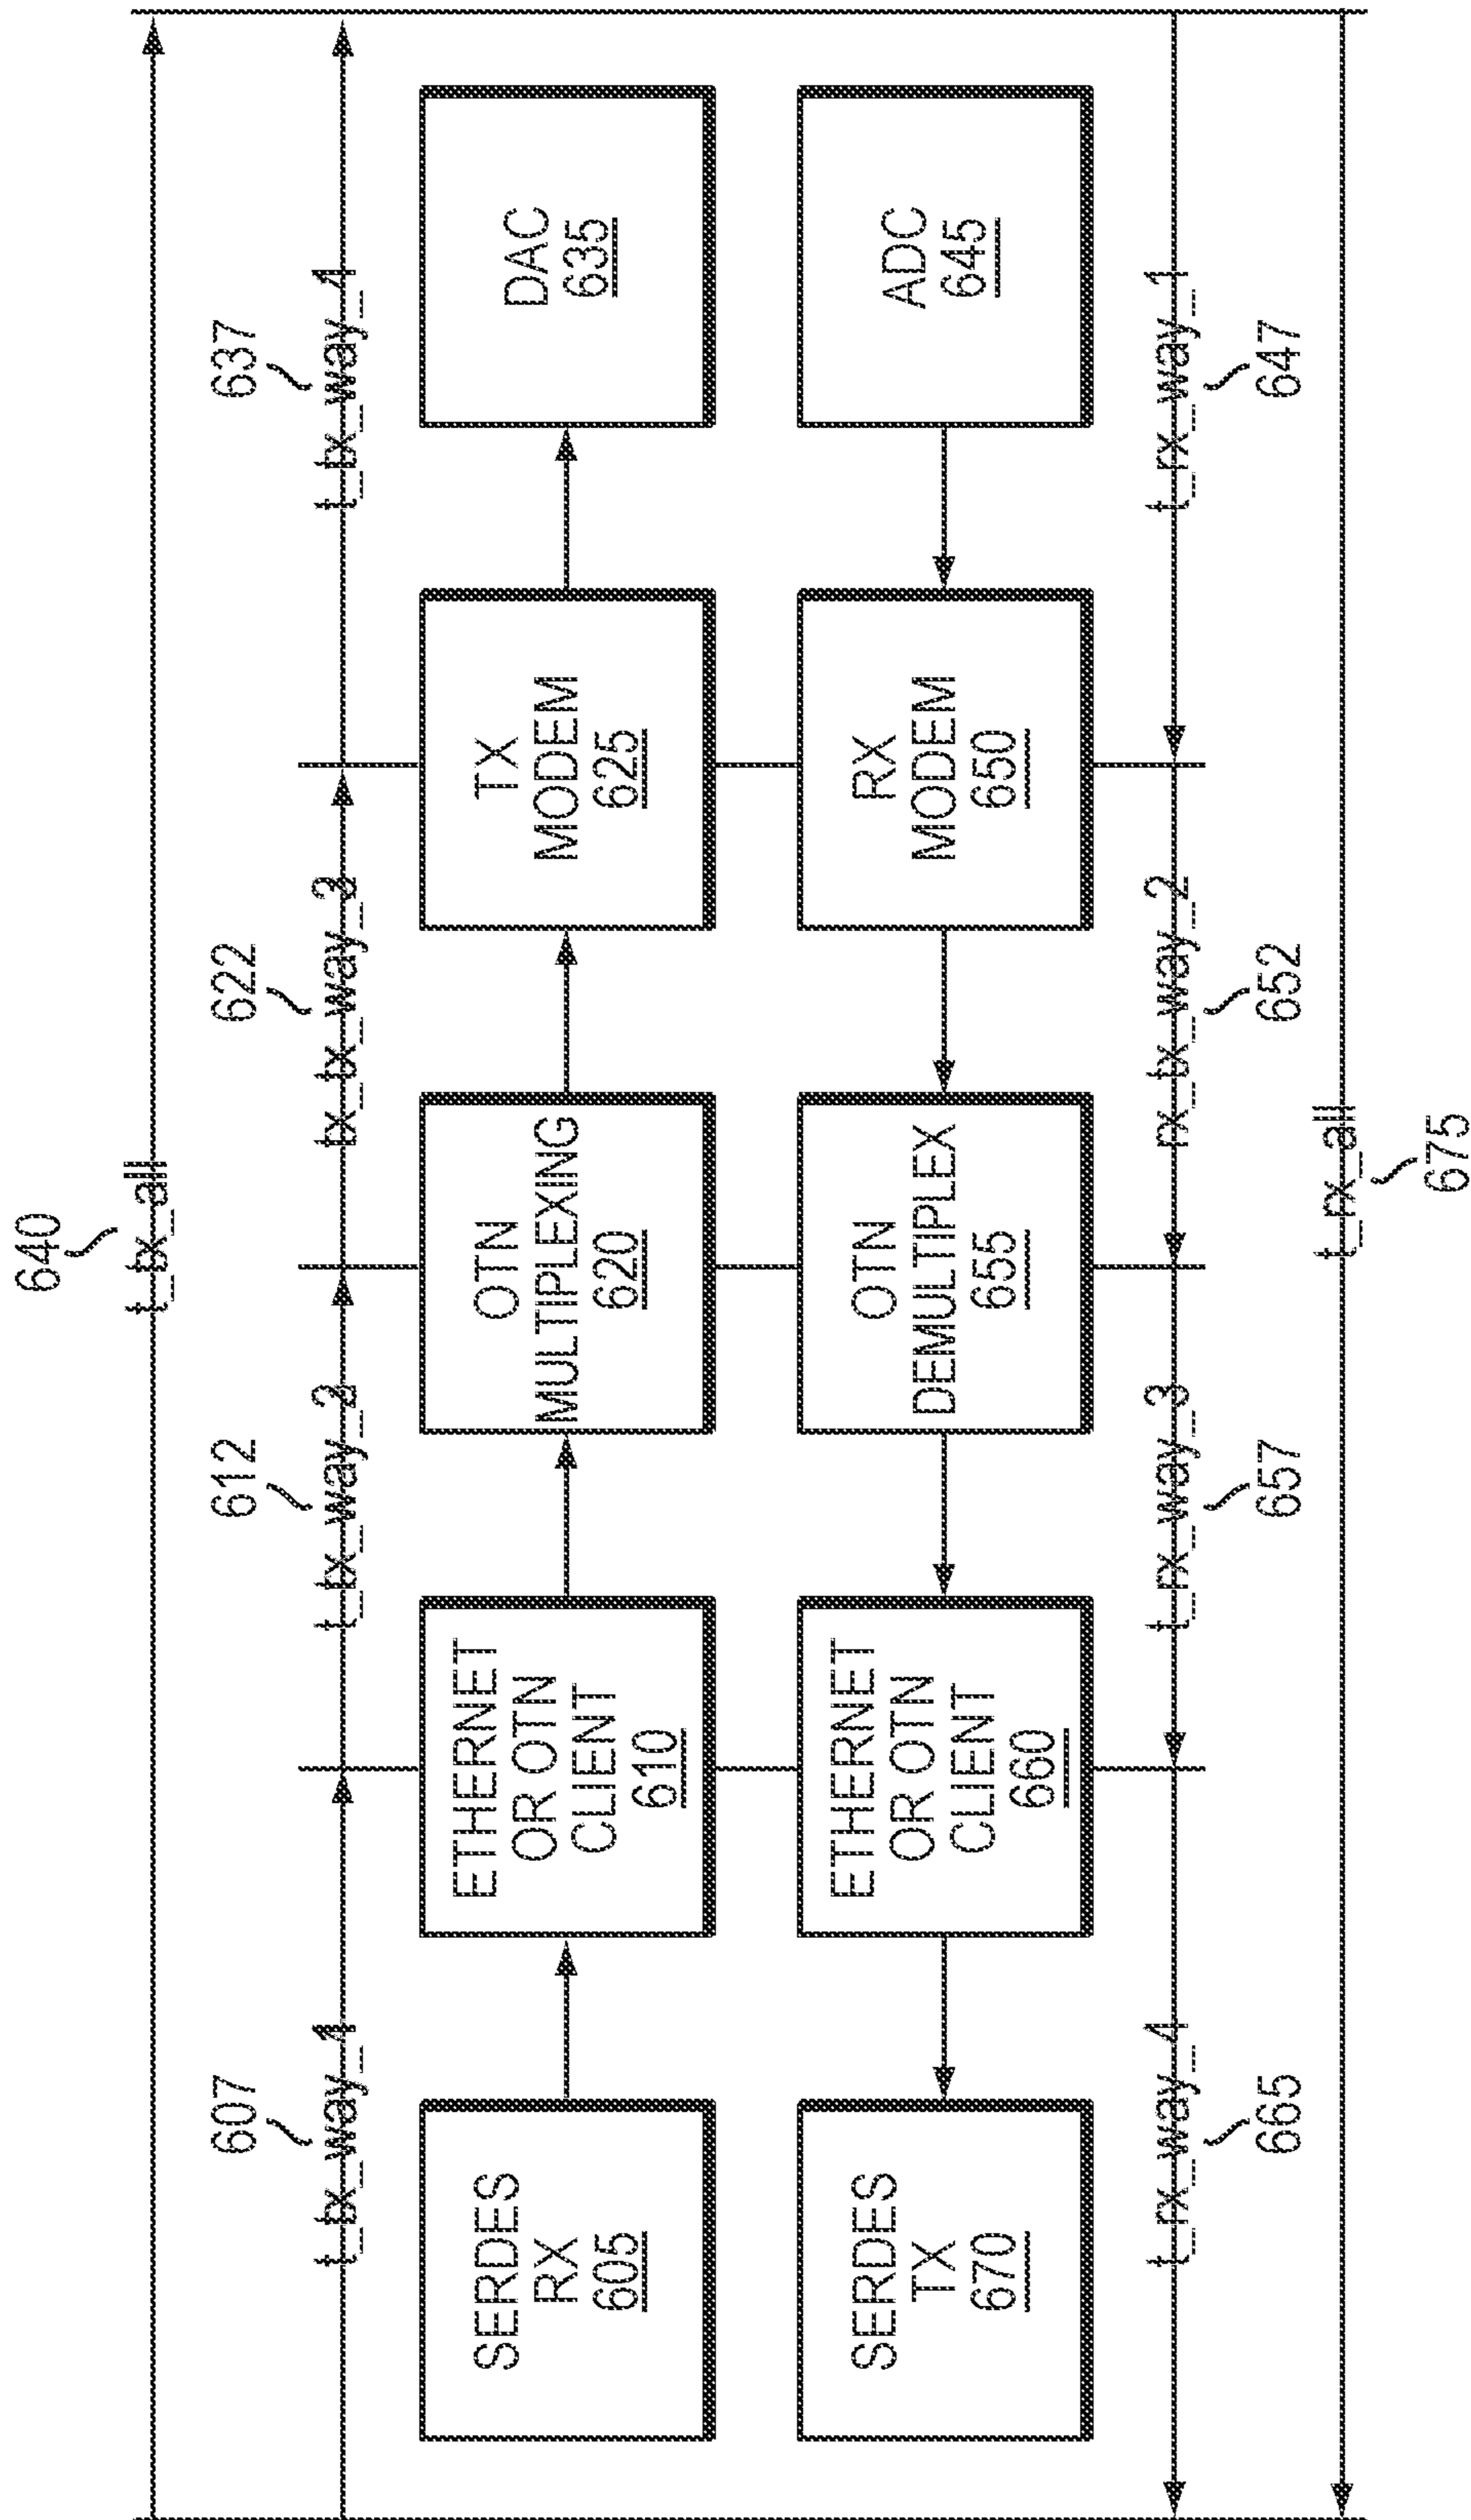 640
t_tx_all
607
t_tx_way_1
612
t_tx_way_2
622
tx_tx_way_3
637
t_tx_way_4
SERDES
RX
605
ETHERNET
OR OTN
CLIENT
610
OTN
MULTIPLEXING
620
TX
MODEM
625
DAC
635
SERDES
TX
670
ETHERNET
OR OTN
CLIENT
660
OTN
DEMULTIPLEX
655
RX
MODEM
650
ADC
645
t_rx_way_4
665
t_rx_way_3
657
rx_tx_way_2
652
t_rx_way_1
647
t_rx_all
675